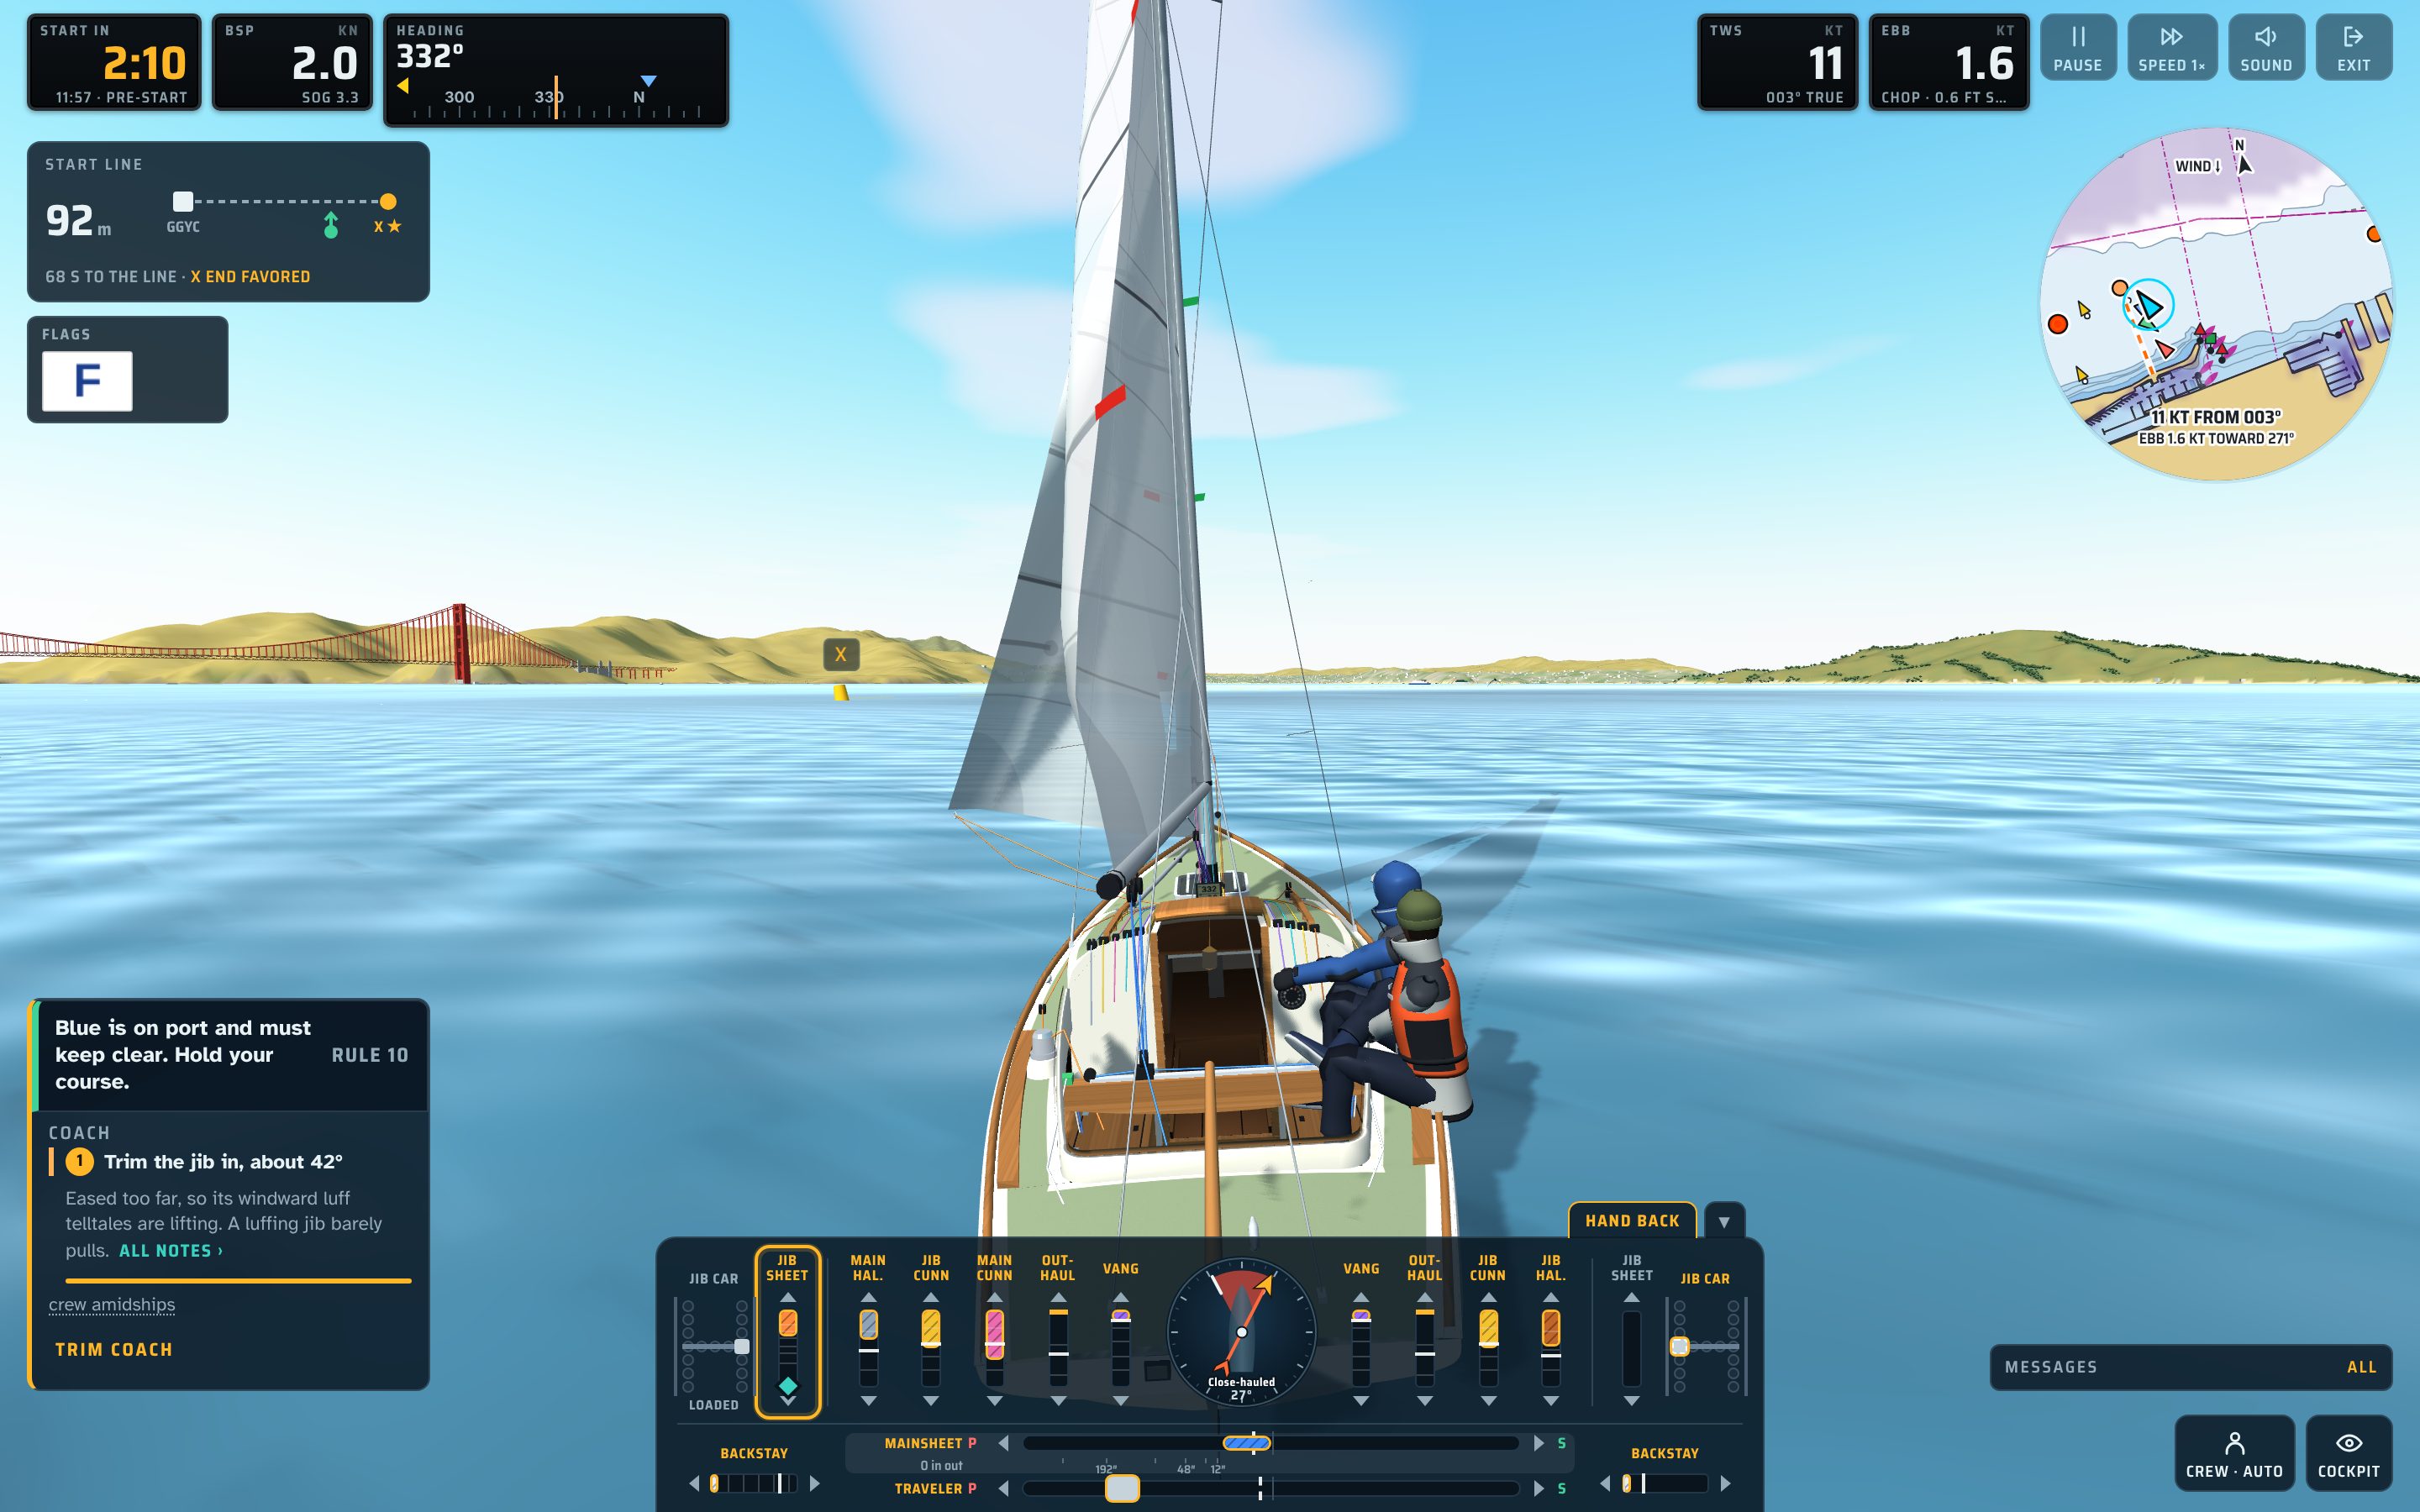 START IN
2:10
11:57 · PRE-START
BSP KN
2.0
SOG 3.3
HEADING
332°
300 330 N
TWS KT
11
003° TRUE
EBB KT
1.6
CHOP · 0.6 FT S…
PAUSE
SPEED 1×
SOUND
EXIT
START LINE
92 m
GGYC
X ★
68 S TO THE LINE · X END FAVORED
FLAGS
F
N
WIND ↓
11 KT FROM 003°
EBB 1.6 KT TOWARD 271°
X
332
Blue is on port and must
keep clear. Hold your
course.
RULE 10
COACH
1 Trim the jib in, about 42°
Eased too far, so its windward luff
telltales are lifting. A luffing jib barely
pulls. ALL NOTES ›
crew amidships
TRIM COACH
HAND BACK ▼
JIB CAR
LOADED
JIB SHEET
MAIN HAL.
JIB CUNN
MAIN CUNN
OUT-HAUL
VANG
Close-hauled
27°
VANG
OUT-HAUL
JIB CUNN
JIB HAL.
JIB SHEET
JIB CAR
BACKSTAY
MAINSHEET P S
0 in out
192" 48" 12"
TRAVELER P S
BACKSTAY
MESSAGES ALL
CREW · AUTO
COCKPIT